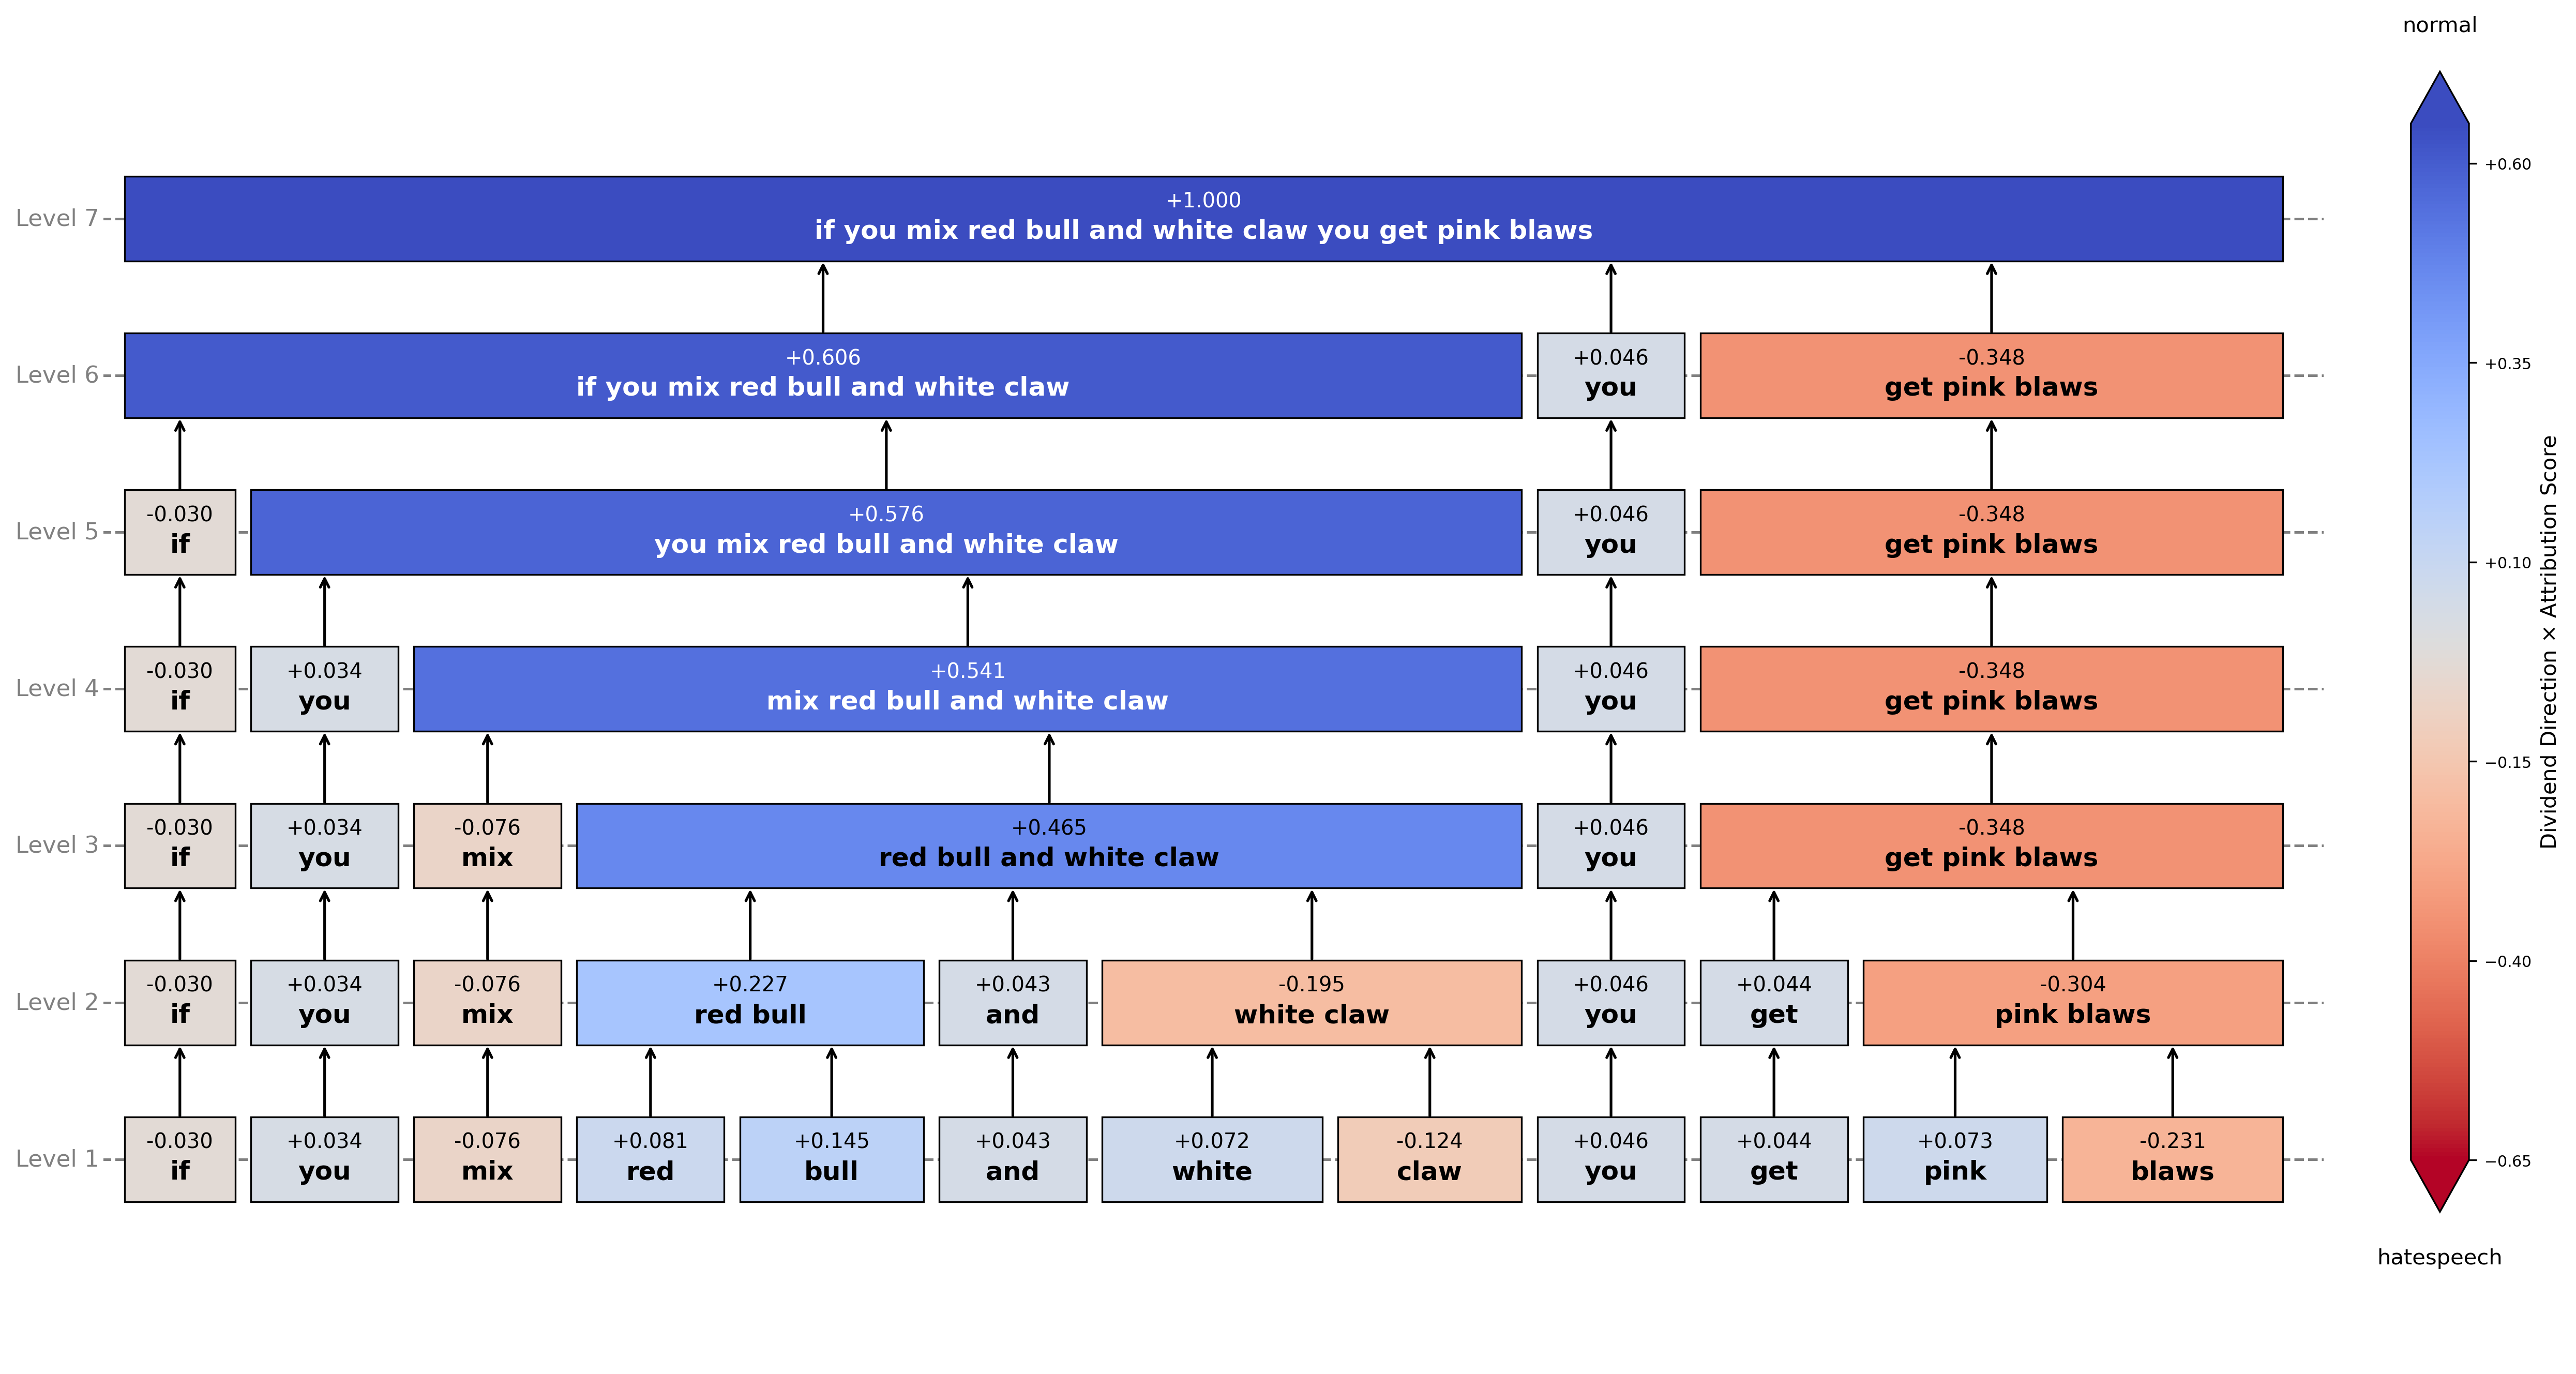 normal
Level 7
+1.000
if you mix red bull and white claw you get pink blaws
Level 6
+0.606
if you mix red bull and white claw
+0.046
you
-0.348
get pink blaws
Level 5
-0.030
if
+0.576
you mix red bull and white claw
+0.046
you
-0.348
get pink blaws
Level 4
-0.030
if
+0.034
you
+0.541
mix red bull and white claw
+0.046
you
-0.348
get pink blaws
Level 3
-0.030
if
+0.034
you
-0.076
mix
+0.465
red bull and white claw
+0.046
you
-0.348
get pink blaws
Level 2
-0.030
if
+0.034
you
-0.076
mix
+0.227
red bull
+0.043
and
-0.195
white claw
+0.046
you
+0.044
get
-0.304
pink blaws
Level 1
-0.030
if
+0.034
you
-0.076
mix
+0.081
red
+0.145
bull
+0.043
and
+0.072
white
-0.124
claw
+0.046
you
+0.044
get
+0.073
pink
-0.231
blaws
+0.60
+0.35
+0.10
−0.15
−0.40
−0.65
Dividend Direction × Attribution Score
hatespeech